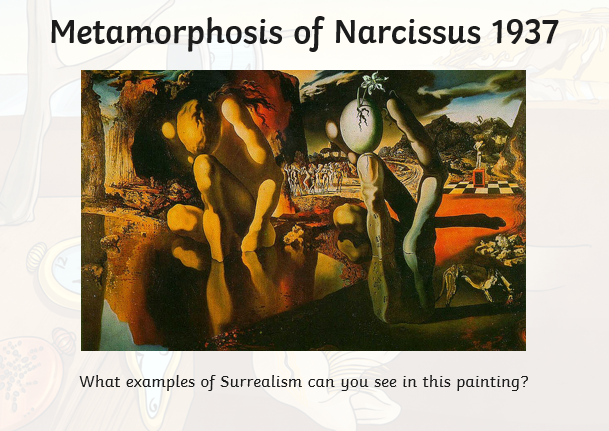 Metamorphosis of Narcissus 1937
What examples of Surrealism can you see in this painting?